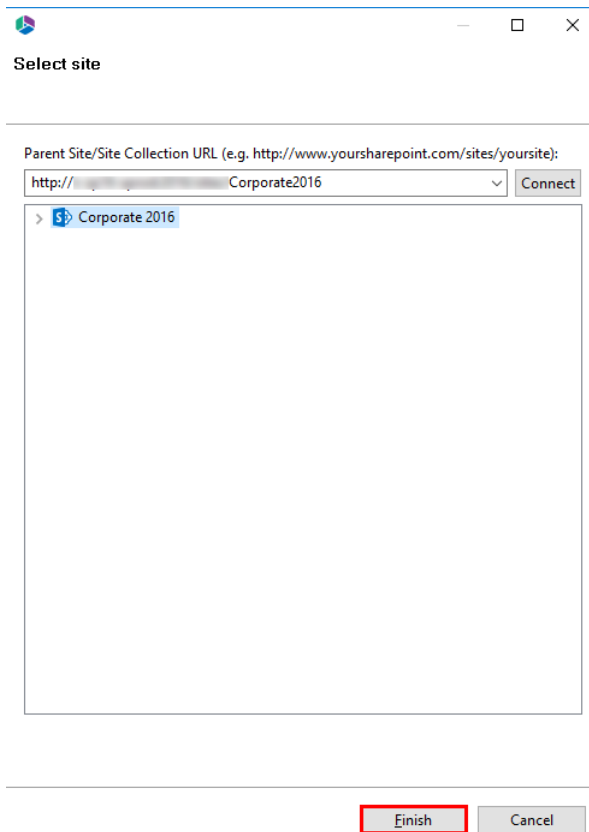 Select site
Parent Site/Site Collection URL (e.g. http://www.yoursharepoint.com/sites/yoursite):
http:// Corporate2016 Connect
Corporate 2016
Finish Cancel